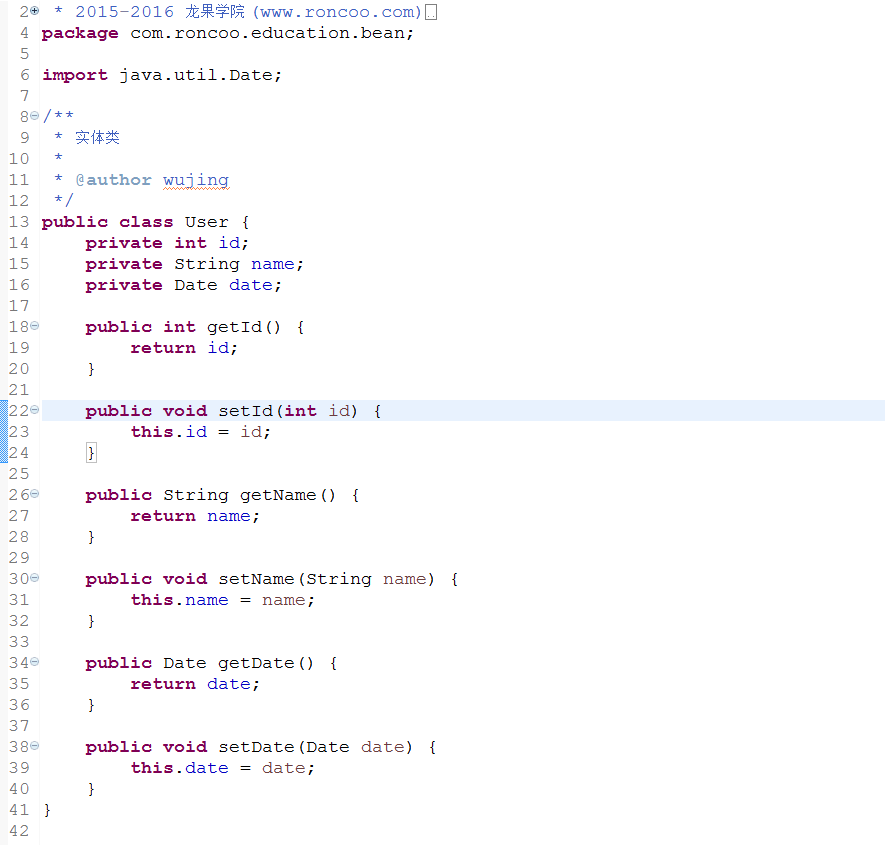 2 * 2015-2016 龙果学院 (www.roncoo.com)
4 package com.roncoo.education.bean;
5
6 import java.util.Date;
7
8 /**
9  * 实体类
10  *
11  * @author wujing
12  */
13 public class User {
14     private int id;
15     private String name;
16     private Date date;
17
18     public int getId() {
19         return id;
20     }
21
22     public void setId(int id) {
23         this.id = id;
24     }
25
26     public String getName() {
27         return name;
28     }
29
30     public void setName(String name) {
31         this.name = name;
32     }
33
34     public Date getDate() {
35         return date;
36     }
37
38     public void setDate(Date date) {
39         this.date = date;
40     }
41 }
42